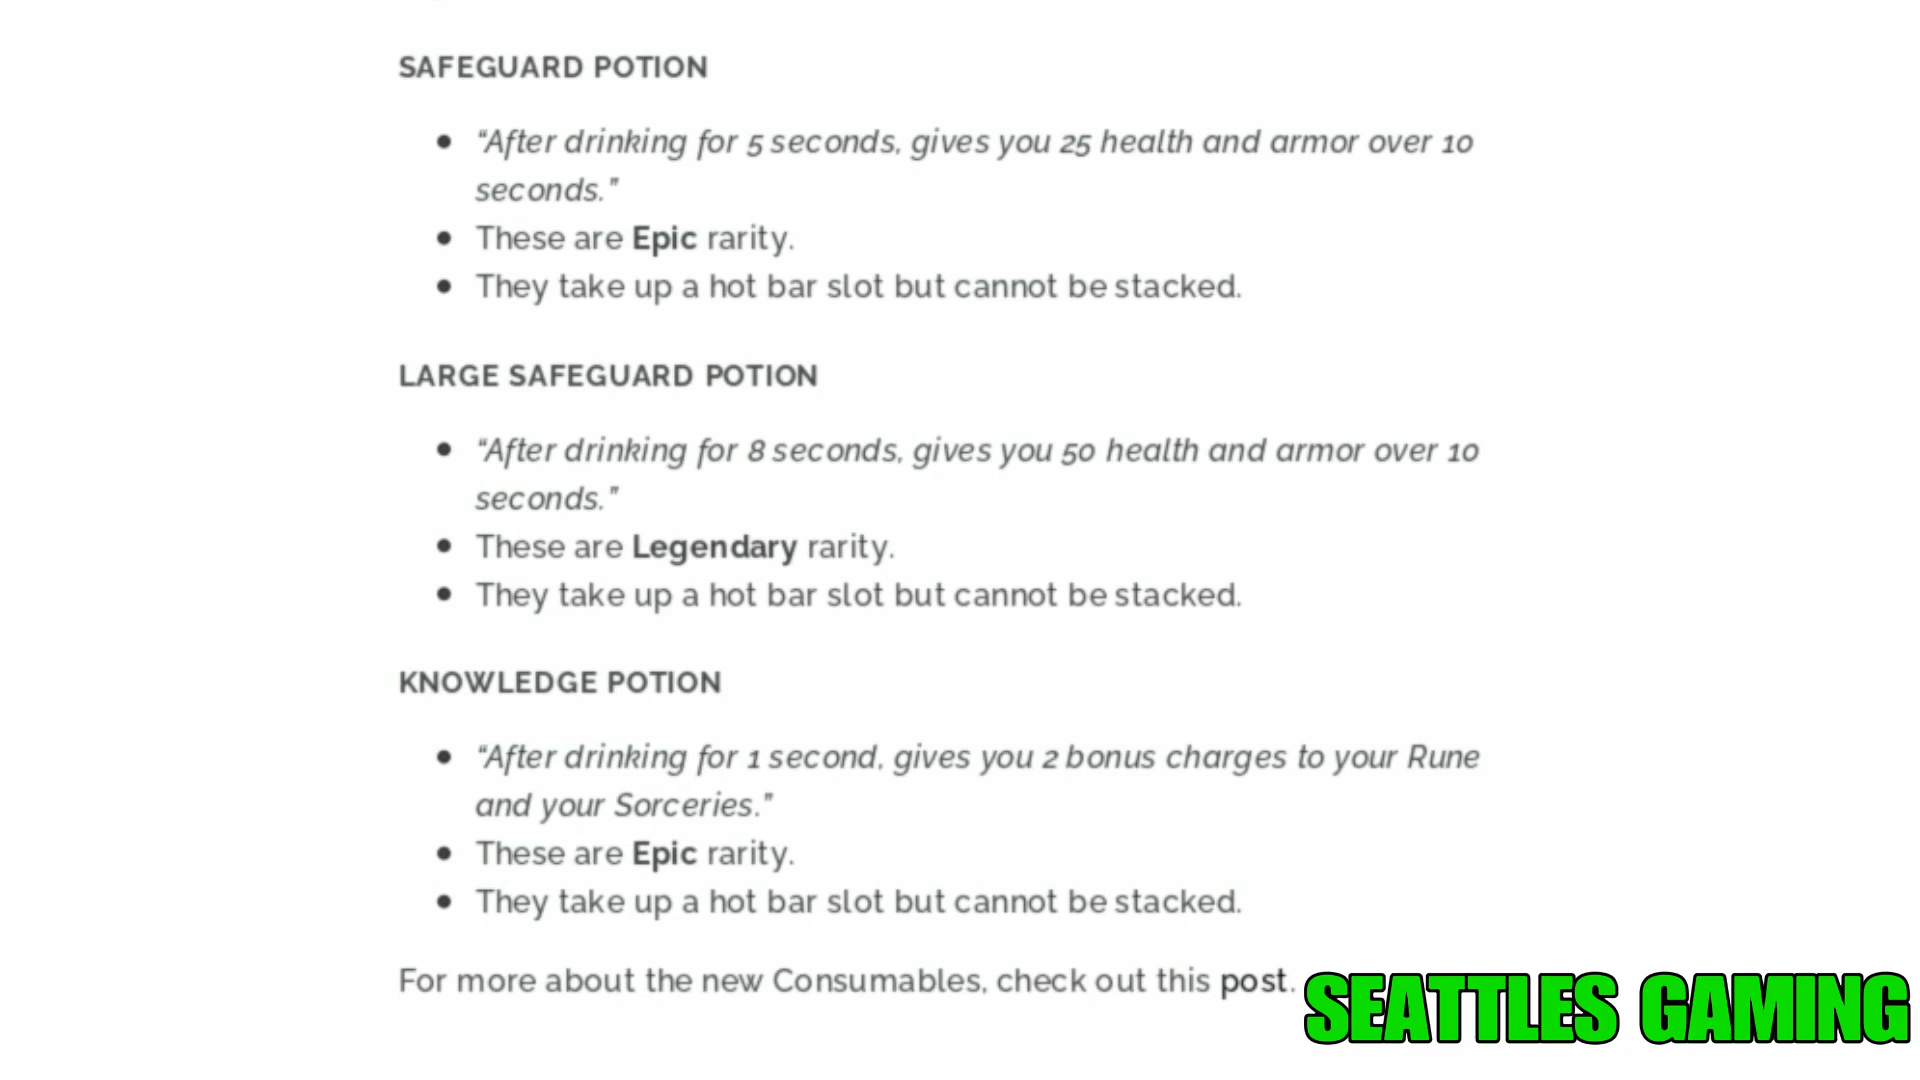 SAFEGUARD POTION
“After drinking for 5 seconds, gives you 25 health and armor over 10
seconds.”
These are Epic rarity.
They take up a hot bar slot but cannot be stacked.
LARGE SAFEGUARD POTION
“After drinking for 8 seconds, gives you 50 health and armor over 10
seconds.”
These are Legendary rarity.
They take up a hot bar slot but cannot be stacked.
KNOWLEDGE POTION
“After drinking for 1 second, gives you 2 bonus charges to your Rune
and your Sorceries.”
These are Epic rarity.
They take up a hot bar slot but cannot be stacked.
For more about the new Consumables, check out this post.
SEATTLES GAMING